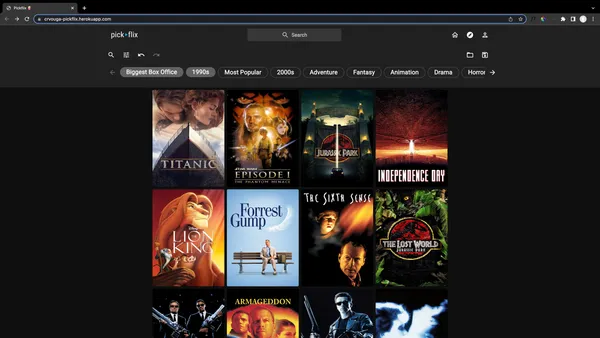 Pickflix
crvouga-pickflix.herokuapp.com
pick flix
Search
Biggest Box Office 1990s Most Popular 2000s Adventure Fantasy Animation Drama Horror
TITANIC
STAR WARS
EPISODE I
THE PHANTOM MENACE
JURASSIC PARK
INDEPENDENCE DAY
THE LION KING
Forrest Gump
THE SIXTH SENSE
THE LOST WORLD
JURASSIC PARK
ARMAGEDDON